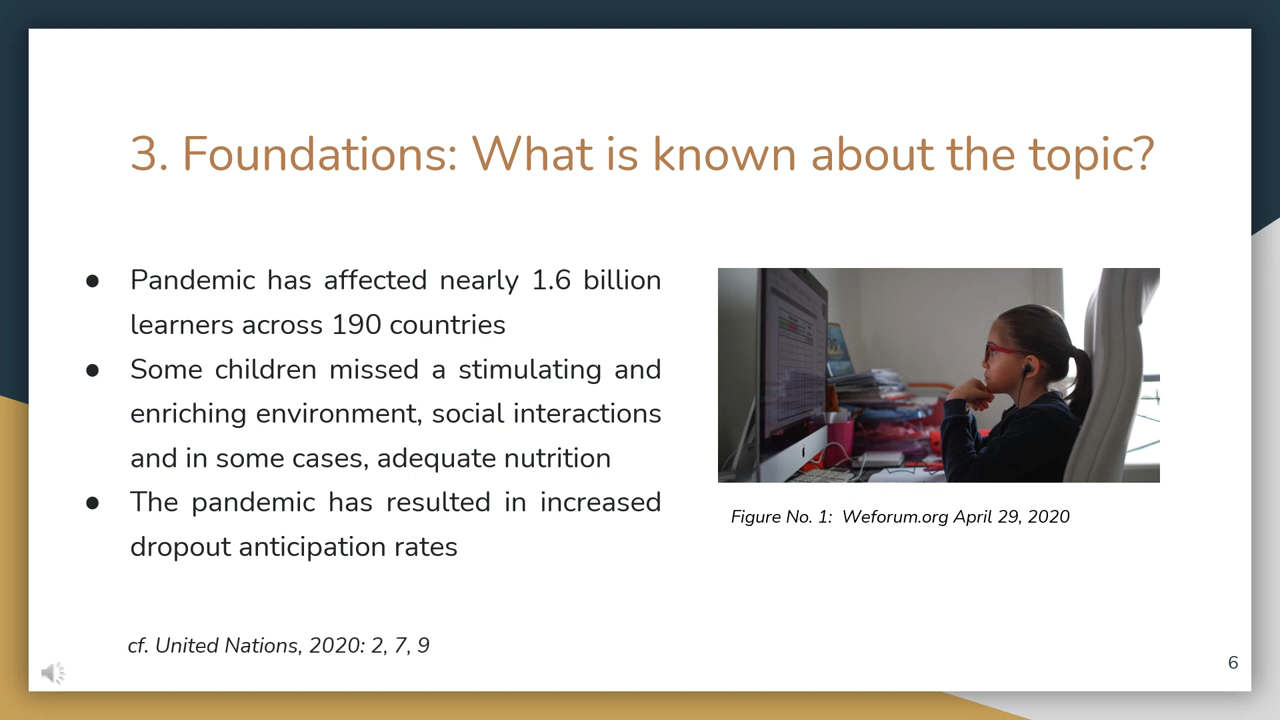 3. Foundations: What is known about the topic?
● Pandemic has affected nearly 1.6 billion
learners across 190 countries
● Some children missed a stimulating and
enriching environment, social interactions
and in some cases, adequate nutrition
● The pandemic has resulted in increased
dropout anticipation rates
Figure No. 1: Weforum.org April 29, 2020
cf. United Nations, 2020: 2, 7, 9
6